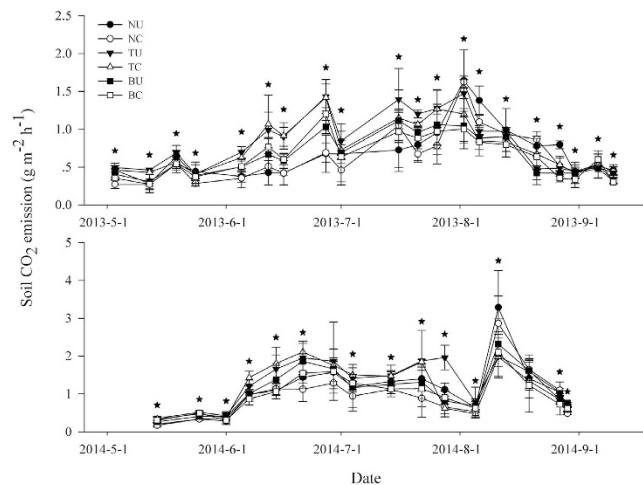 2.5
2.0
1.5
1.0
.5
0.0
NU
NC
TU
TC
BU
BC
2013-5-1 2013-6-1 2013-7-1 2013-8-1 2013-9-1
Soil CO2 emission (g m-2 h-1)
5
4
3
2
1
0
2014-5-1 2014-6-1 2014-7-1 2014-8-1 2014-9-1
Date